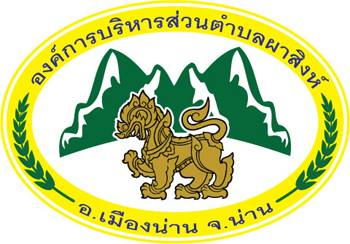 องค์การบริหารส่วนตำบลผาสิงห์
อ.เมืองน่าน จ.น่าน